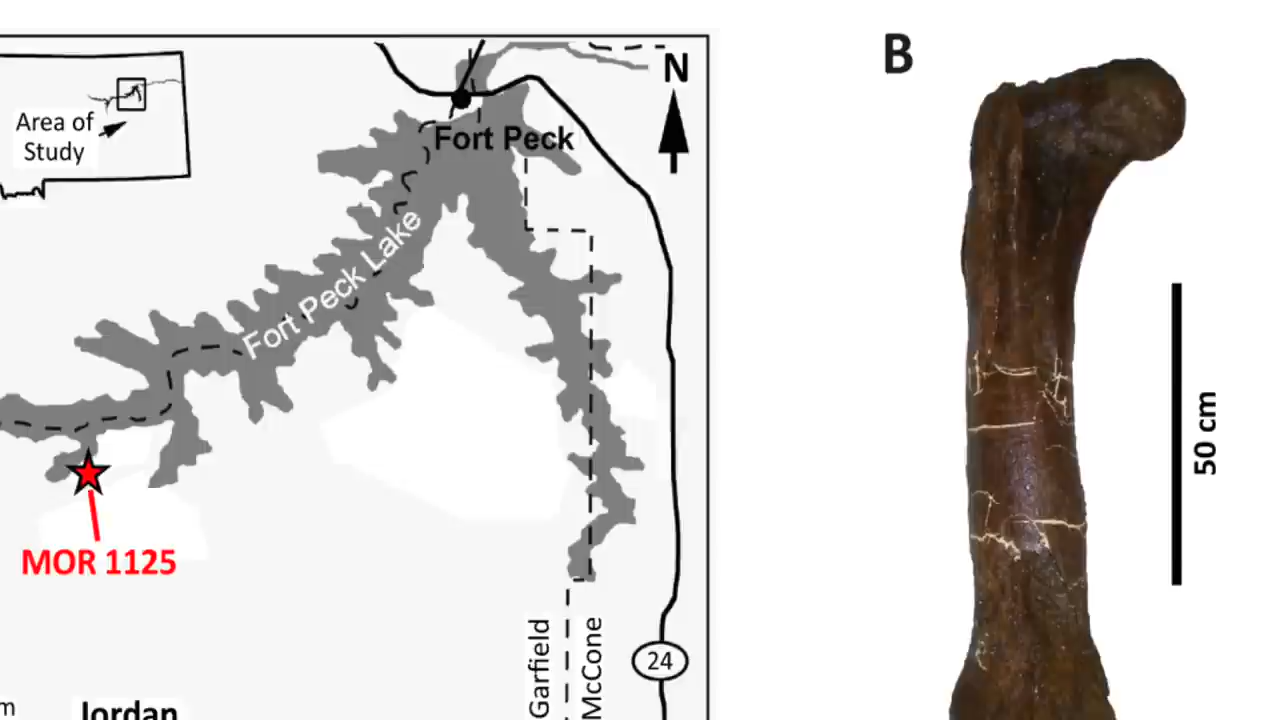 B
N
Area of
Study
Fort Peck
Fort Peck Lake
MOR 1125
50 cm
Garfield
McCone
24
m
Jordan